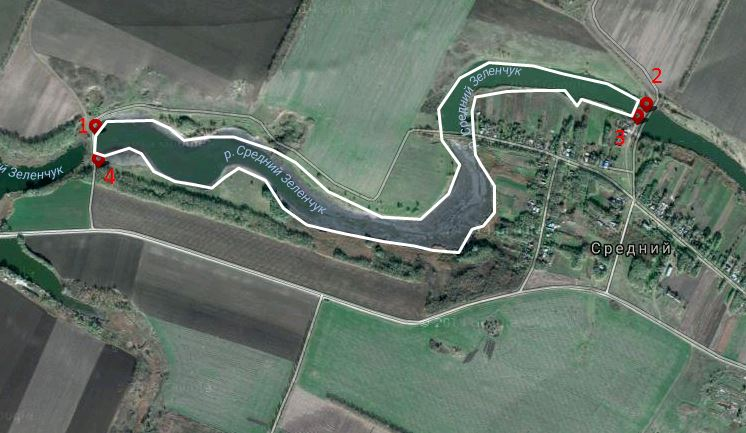 р. Средний Зеленчук
2
1
3
р. Средний Зеленчук
й Зеленчук
4
Средний